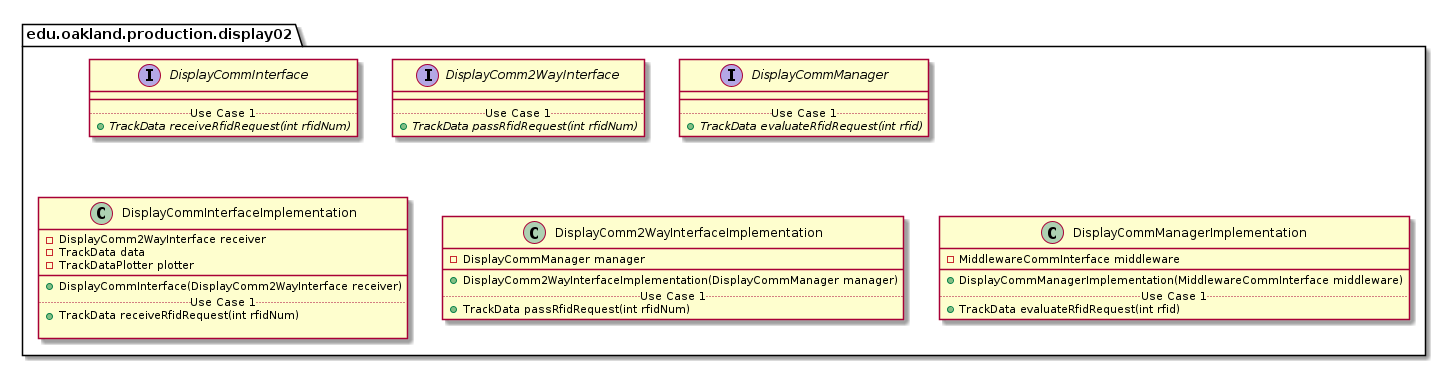 edu.oakland.production.display02
I DisplayCommInterface
Use Case 1
TrackData receiveRfidRequest(int rfidNum)
I DisplayComm2WayInterface
Use Case 1
TrackData passRfidRequest(int rfidNum)
I DisplayCommManager
Use Case 1
TrackData evaluateRfidRequest(int rfid)
C DisplayCommInterfaceImplementation
DisplayComm2WayInterface receiver
TrackData data
TrackDataPlotter plotter
DisplayCommInterface(DisplayComm2WayInterface receiver)
Use Case 1
TrackData receiveRfidRequest(int rfidNum)
C DisplayComm2WayInterfaceImplementation
DisplayCommManager manager
DisplayComm2WayInterfaceImplementation(DisplayCommManager manager)
Use Case 1
TrackData passRfidRequest(int rfidNum)
C DisplayCommManagerImplementation
MiddlewareCommInterface middleware
DisplayCommManagerImplementation(MiddlewareCommInterface middleware)
Use Case 1
TrackData evaluateRfidRequest(int rfid)